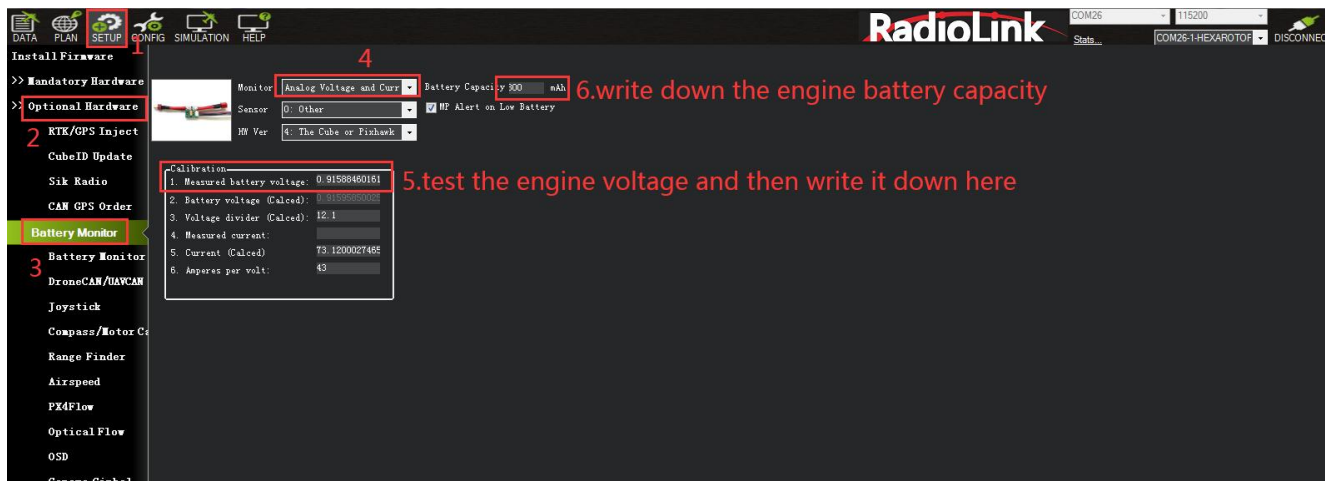 DATA PLAN SETUP CONFIG SIMULATION HELP
1
RadioLink
COM26
115200
Stats...
COM26-1-HEXAROTOF
DISCONNEC
Install Firmware
>> Mandatory Hardware
>> Optional Hardware
2
RTK/GPS Inject
CubeID Update
Sik Radio
CAN GPS Order
Battery Monitor
3
Battery Monitor
DroneCAN/UAVCAN
Joystick
Compass/Motor Ca
Range Finder
Airspeed
PX4Flow
Optical Flow
OSD
4
Monitor Analog Voltage and Curr
Battery Capacity 300 mAh
6.write down the engine battery capacity
Sensor 0: Other
MP Alert on Low Battery
HW Ver 4: The Cube or Pixhawk
Calibration
1. Measured battery voltage: 0.91588460161
5.test the engine voltage and then write it down here
2. Battery voltage (Calced):
3. Voltage divider (Calced): 12.1
4. Measured current:
5. Current (Calced) 73.1200027465
6. Amperes per volt: 43